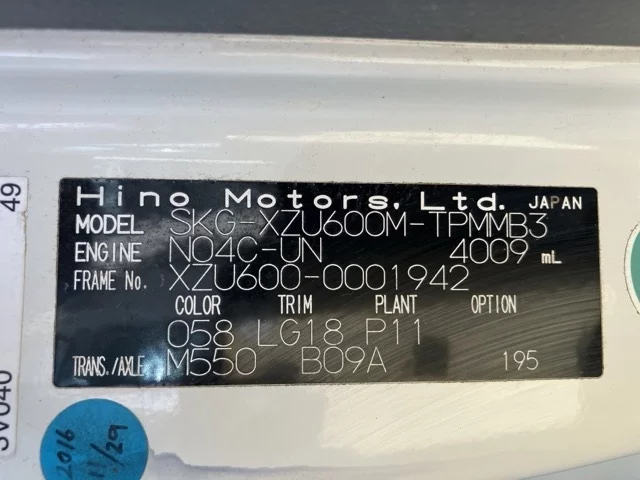 Hino Motors, Ltd. JAPAN
MODEL SKG-XZU600M-TPMMB3
ENGINE N04C-UN 4009 mL
FRAME No. XZU600-0001942
COLOR TRIM PLANT OPTION
058 LG18 P11
TRANS./AXLE M550 B09A 195
49
2016
11/29